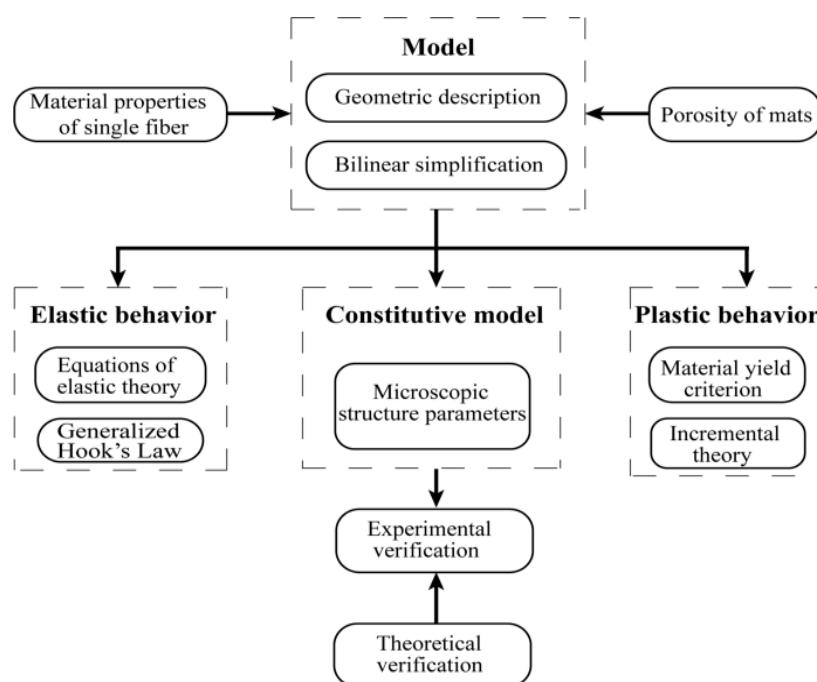 Model
Geometric description
Bilinear simplification
Material properties
of single fiber
Porosity of mats
Elastic behavior
Equations of
elastic theory
Generalized
Hook's Law
Constitutive model
Microscopic
structure parameters
Plastic behavior
Material yield
criterion
Incremental
theory
Experimental
verification
Theoretical
verification